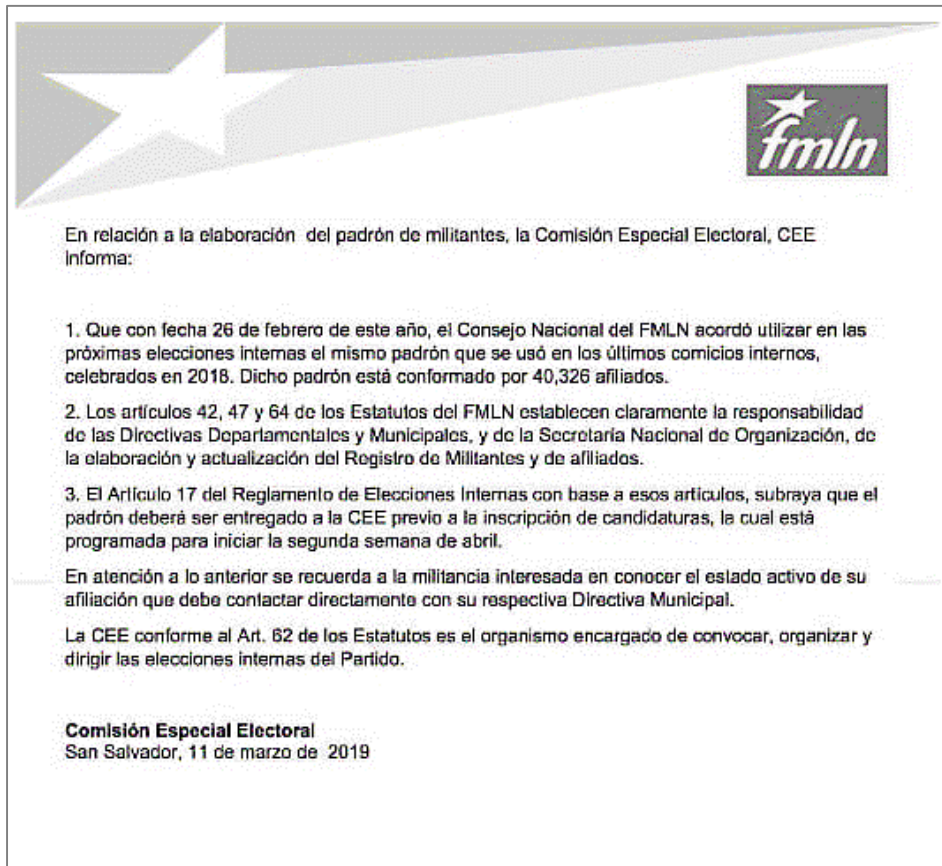 fmln
En relación a la elaboración del padrón de militantes, la Comisión Especial Electoral, CEE
informa:
1. Que con fecha 26 de febrero de este año, el Consejo Nacional del FMLN acordó utilizar en las
próximas elecciones internas el mismo padrón que se usó en los últimos comicios internos,
celebrados en 2018. Dicho padrón está conformado por 40,326 afiliados.
2. Los artículos 42, 47 y 64 de los Estatutos del FMLN establecen claramente la responsabilidad
de las Directivas Departamentales y Municipales, y de la Secretaría Nacional de Organización, de
la elaboración y actualización del Registro de Militantes y de afiliados.
3. El Artículo 17 del Reglamento de Elecciones Internas con base a esos artículos, subraya que el
padrón deberá ser entregado a la CEE previo a la inscripción de candidaturas, la cual está
programada para iniciar la segunda semana de abril.
En atención a lo anterior se recuerda a la militancia interesada en conocer el estado activo de su
afiliación que debe contactar directamente con su respectiva Directiva Municipal.
La CEE conforme al Art. 62 de los Estatutos es el organismo encargado de convocar, organizar y
dirigir las elecciones internas del Partido.
Comisión Especial Electoral
San Salvador, 11 de marzo de 2019